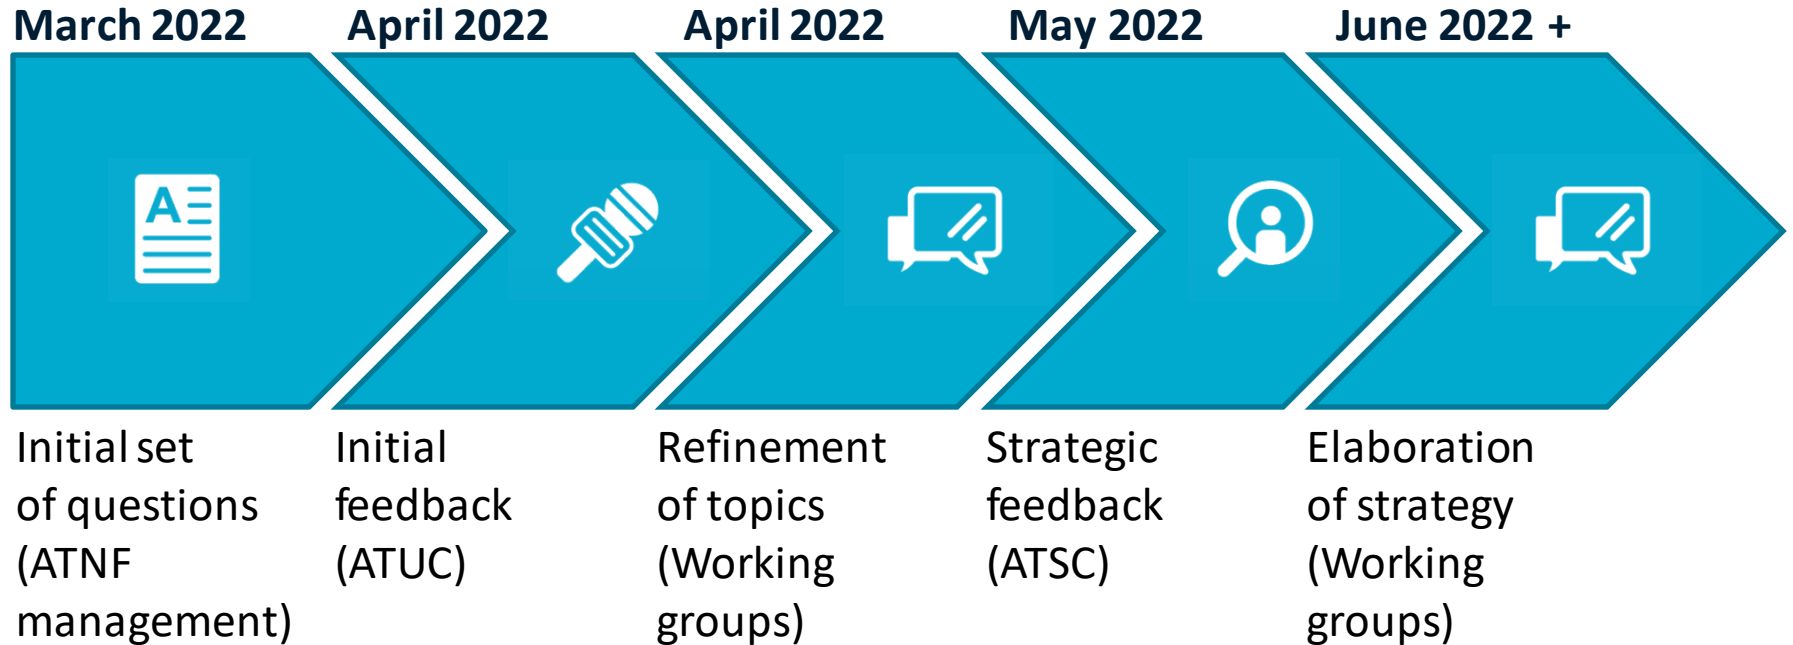 March 2022
April 2022
April 2022
May 2022
June 2022 +
A
Initial set
of questions
(ATNF
management)
Initial
feedback
(ATUC)
Refinement
of topics
(Working
groups)
Strategic
feedback
(ATSC)
Elaboration
of strategy
(Working
groups)